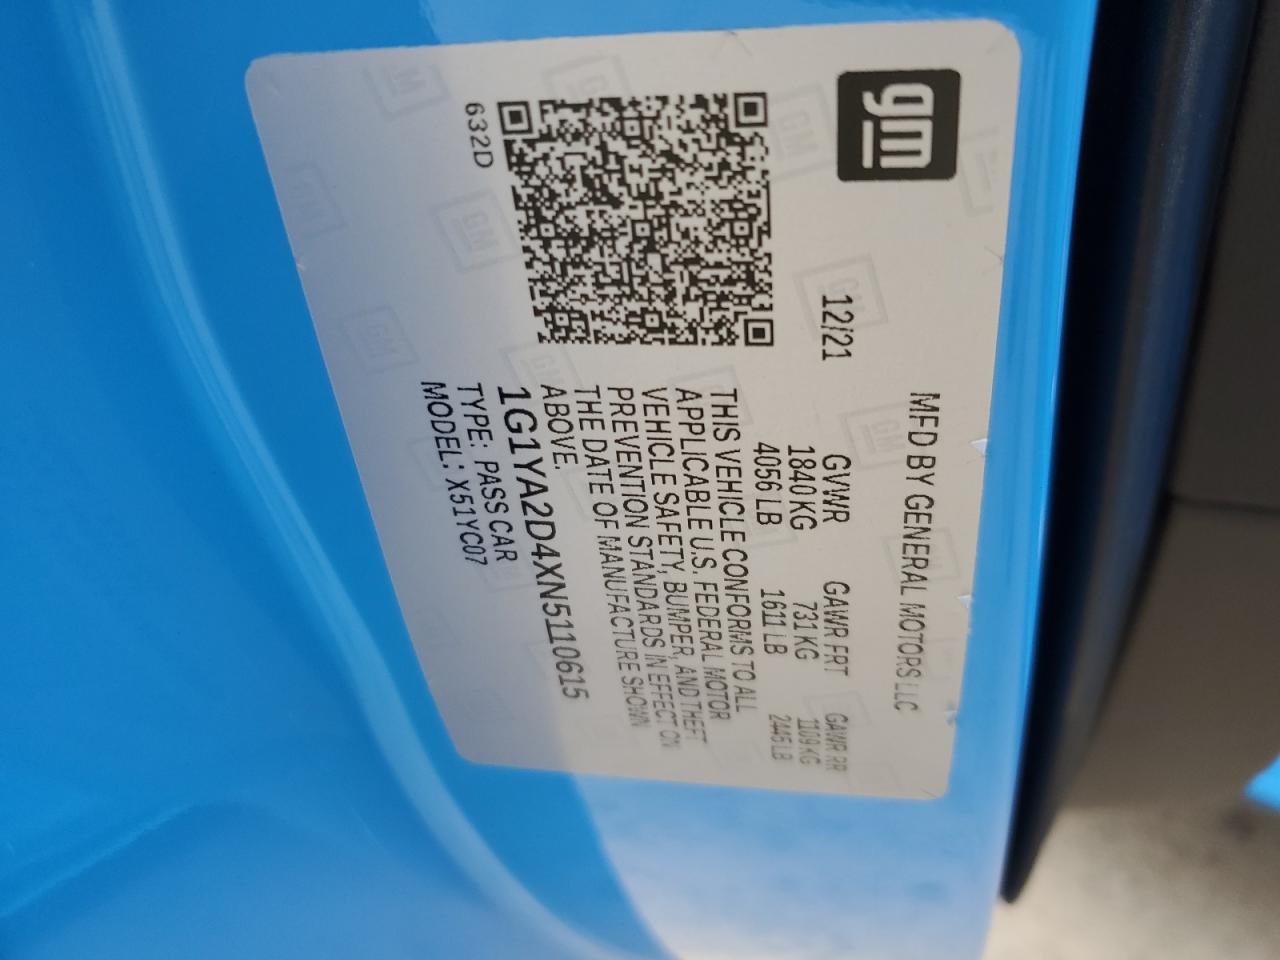 gm
MFD BY GENERAL MOTORS LLC
12/21
GVWR GAWR FRT GAWR RR
1840 KG 731 KG 1109 KG
4056 LB 1611 LB 2445 LB
THIS VEHICLE CONFORMS TO ALL
APPLICABLE U.S. FEDERAL MOTOR
VEHICLE SAFETY, BUMPER, AND THEFT
PREVENTION STANDARDS IN EFFECT ON
THE DATE OF MANUFACTURE SHOWN
ABOVE.
1G1YA2D4XN5110615
TYPE: PASS CAR
MODEL: X51YC07
632D